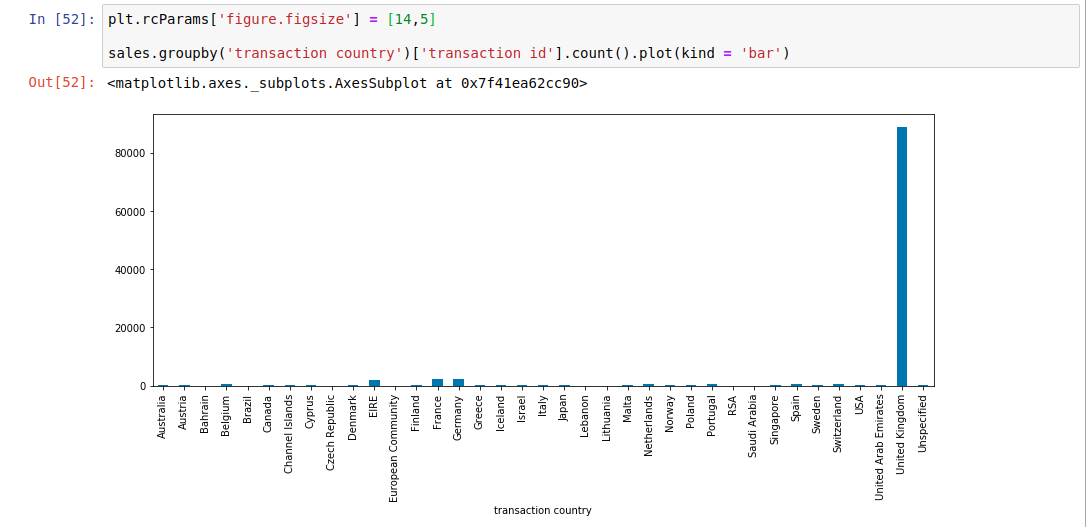 In [52]: plt.rcParams['figure.figsize'] = [14,5]
sales.groupby('transaction country')['transaction id'].count().plot(kind = 'bar')
Out[52]: <matplotlib.axes._subplots.AxesSubplot at 0x7f41ea62cc90>
80000
60000
40000
20000
0
Australia
Austria
Bahrain
Belgium
Brazil
Canada
Channel Islands
Cyprus
Czech Republic
Denmark
EIRE
European Community
Finland
France
Germany
Greece
Iceland
Israel
Italy
Japan
Lebanon
Lithuania
Malta
Netherlands
Norway
Poland
Portugal
RSA
Saudi Arabia
Singapore
Spain
Sweden
Switzerland
USA
United Arab Emirates
United Kingdom
Unspecified
transaction country